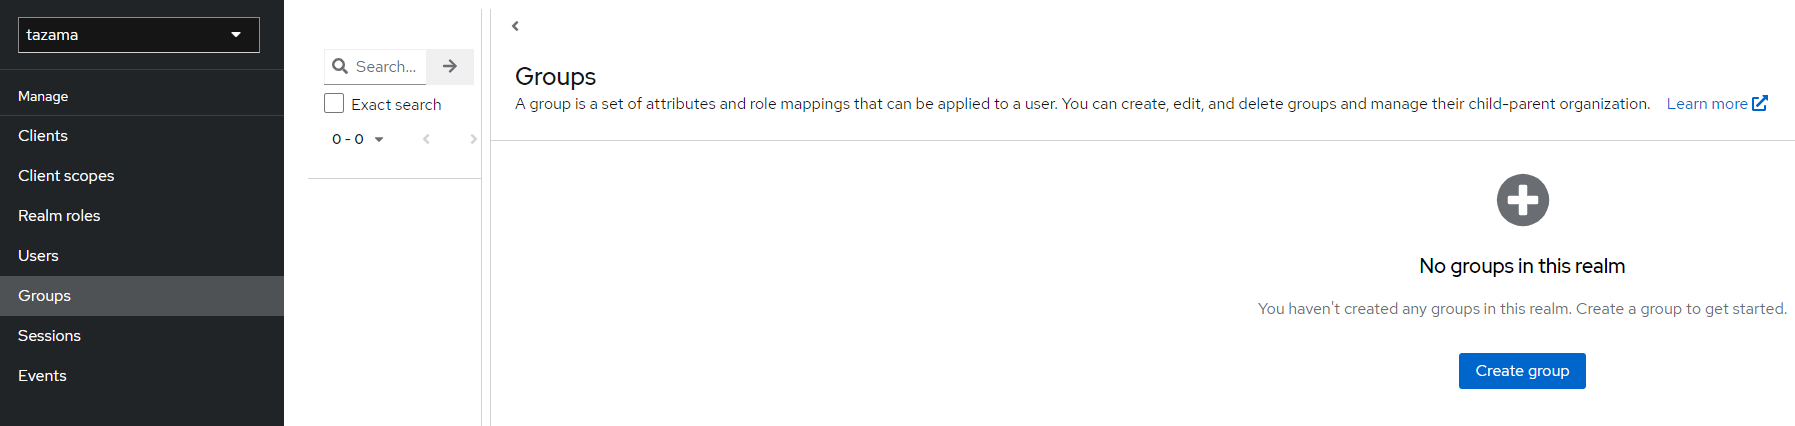 tazama
Manage
Clients
Client scopes
Realm roles
Users
Groups
Sessions
Events
Search...
Exact search
0 - 0
Groups
A group is a set of attributes and role mappings that can be applied to a user. You can create, edit, and delete groups and manage their child-parent organization. Learn more
No groups in this realm
You haven't created any groups in this realm. Create a group to get started.
Create group